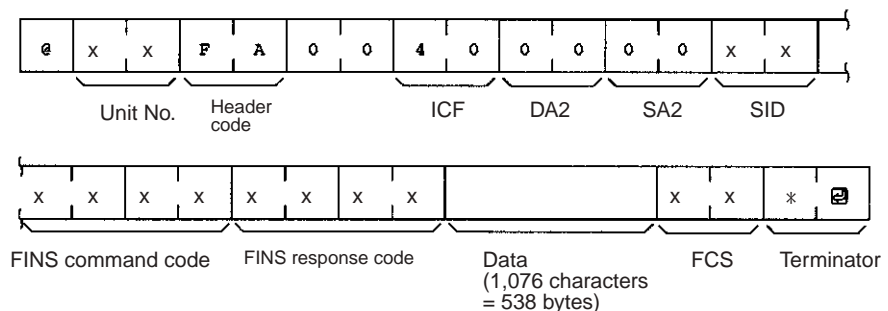 @ x x F A 0 0 4 0 0 0 0 0 x x
Unit No. Header code ICF DA2 SA2 SID
x x x x x x x x x x * ↵
FINS command code FINS response code Data (1,076 characters = 538 bytes) FCS Terminator